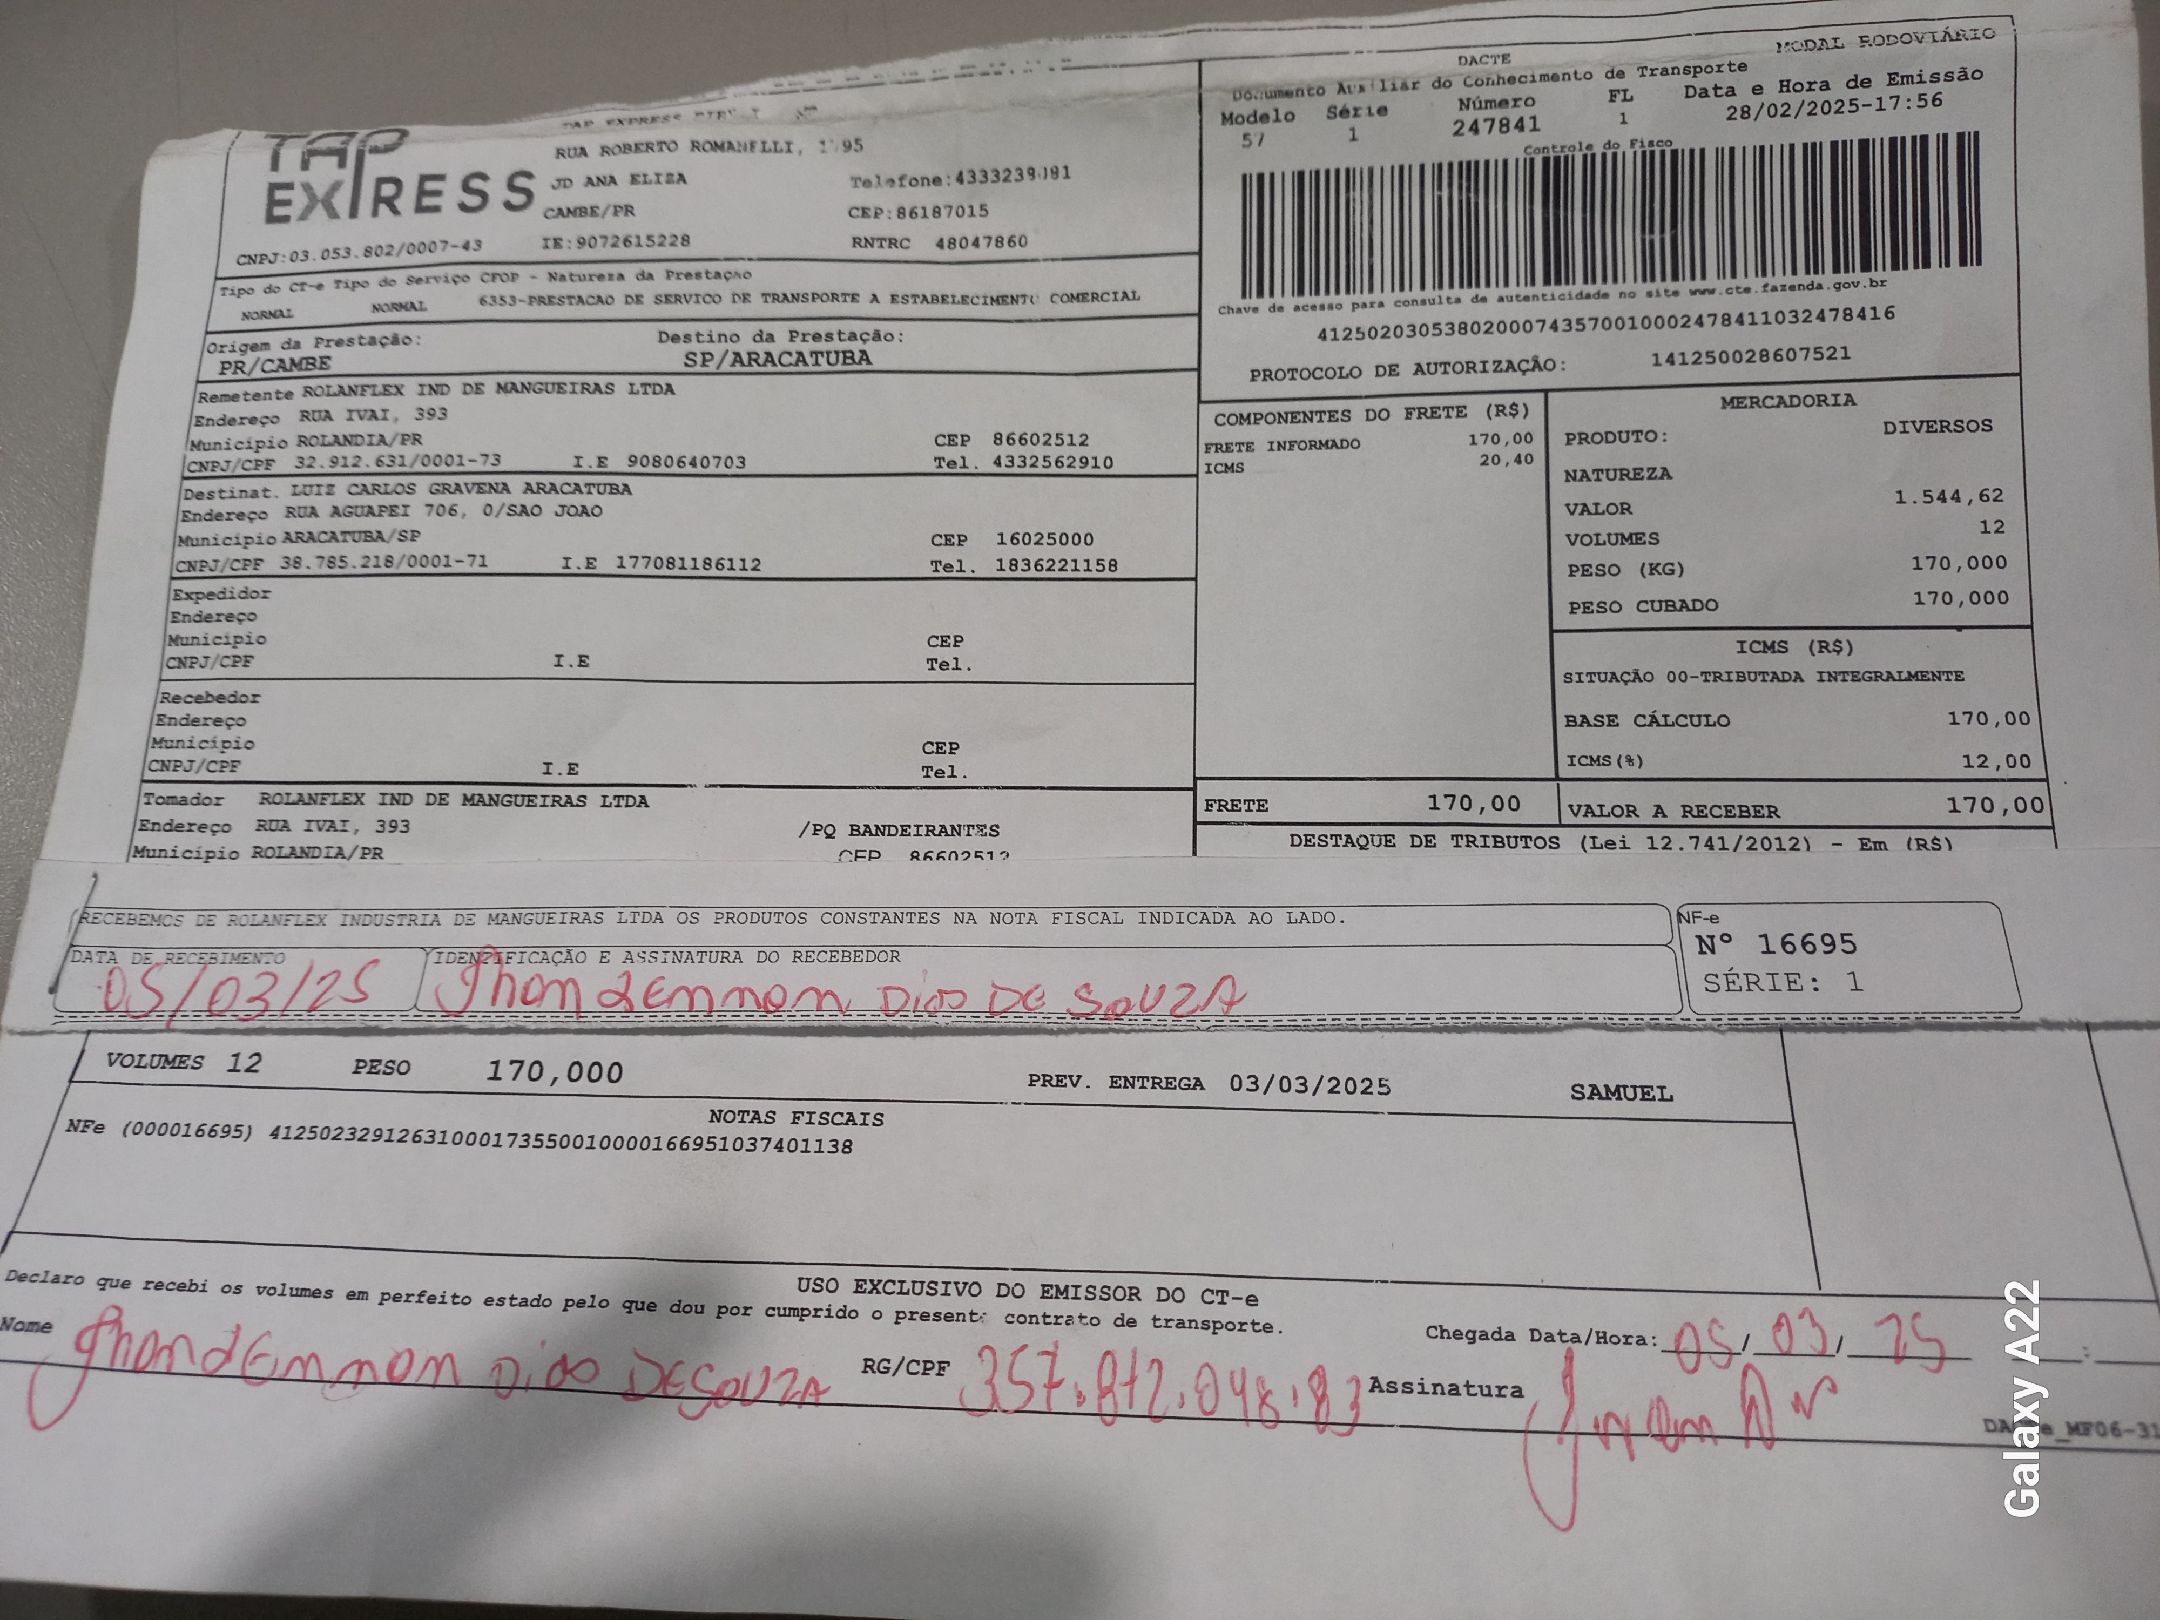 MODAL RODOVIÁRIO
DACTE
Documento Auxiliar do Conhecimento de Transporte
Modelo Série Número FL Data e Hora de Emissão
57 1 247841 1 28/02/2025-17:56
Controle do Fisco
TAP EXPRESS
TAP EXPRESS
RUA ROBERTO ROMANELLI,
JD ANA ELIZA Telefone:
CAMBE/PR CEP:86187015
CNPJ:03.053.802/0007-43 IE:9072615228 RNTRC 48047860
Tipo do CT-e Tipo do Serviço CFOP - Natureza da Prestação
NORMAL NORMAL 6353-PRESTACAO DE SERVICO DE TRANSPORTE A ESTABELECIMENTO COMERCIAL
Chave de acesso para consulta de autenticidade no site www.cte.fazenda.gov.br
41250203053802000743570010002478411032478416
PROTOCOLO DE AUTORIZAÇÃO: 141250028607521
Origem da Prestação: Destino da Prestação:
PR/CAMBE SP/ARACATUBA
Remetente ROLANFLEX IND DE MANGUEIRAS LTDA
Endereço RUA IVAI, 393
Município ROLANDIA/PR CEP 86602512
CNPJ/CPF 32.912.631/0001-73 I.E 9080640703 Tel. 4332562910
Destinat. LUIZ CARLOS GRAVENA ARACATUBA
Endereço RUA AGUAPEI 706, 0/SAO JOAO
Município ARACATUBA/SP CEP 16025000
CNPJ/CPF 38.785.218/0001-71 I.E 177081186112 Tel. 1836221158
Expedidor
Endereço
Município CEP
CNPJ/CPF I.E Tel.
Recebedor
Endereço
Município CEP
CNPJ/CPF I.E Tel.
Tomador ROLANFLEX IND DE MANGUEIRAS LTDA
Endereço RUA IVAI, 393 /PQ BANDEIRANTES
Município ROLANDIA/PR CEP 86602512
COMPONENTES DO FRETE (R$)
FRETE INFORMADO 170,00
ICMS 20,40
MERCADORIA
PRODUTO: DIVERSOS
NATUREZA
VALOR 1.544,62
VOLUMES 12
PESO (KG) 170,000
PESO CUBADO 170,000
ICMS (R$)
SITUAÇÃO 00-TRIBUTADA INTEGRALMENTE
BASE CÁLCULO 170,00
ICMS(%) 12,00
FRETE 170,00 VALOR A RECEBER 170,00
DESTAQUE DE TRIBUTOS (Lei 12.741/2012) - Em (R$)
RECEBEMOS DE ROLANFLEX INDUSTRIA DE MANGUEIRAS LTDA OS PRODUTOS CONSTANTES NA NOTA FISCAL INDICADA AO LADO.
NF-e
Nº 16695
SÉRIE: 1
DATA DE RECEBIMENTO IDENTIFICAÇÃO E ASSINATURA DO RECEBEDOR
05/03/25 DIAS DE SOUZA
VOLUMES 12 PESO 170,000 PREV. ENTREGA 03/03/2025 SAMUEL
NOTAS FISCAIS
NFe (000016695) 41250232912631000173550010000166951037401138
USO EXCLUSIVO DO EMISSOR DO CT-e
Declaro que recebi os volumes em perfeito estado pelo que dou por cumprido o presente contrato de transporte.
Chegada Data/Hora: 05/03/25 :
Nome DIAS DE SOUZA RG/CPF 357.812.048.83 Assinatura
Galaxy A22